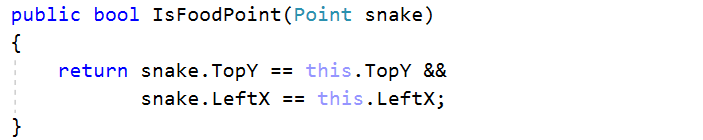 public bool IsFoodPoint(Point snake)
{
    return snake.TopY == this.TopY &&
           snake.LeftX == this.LeftX;
}